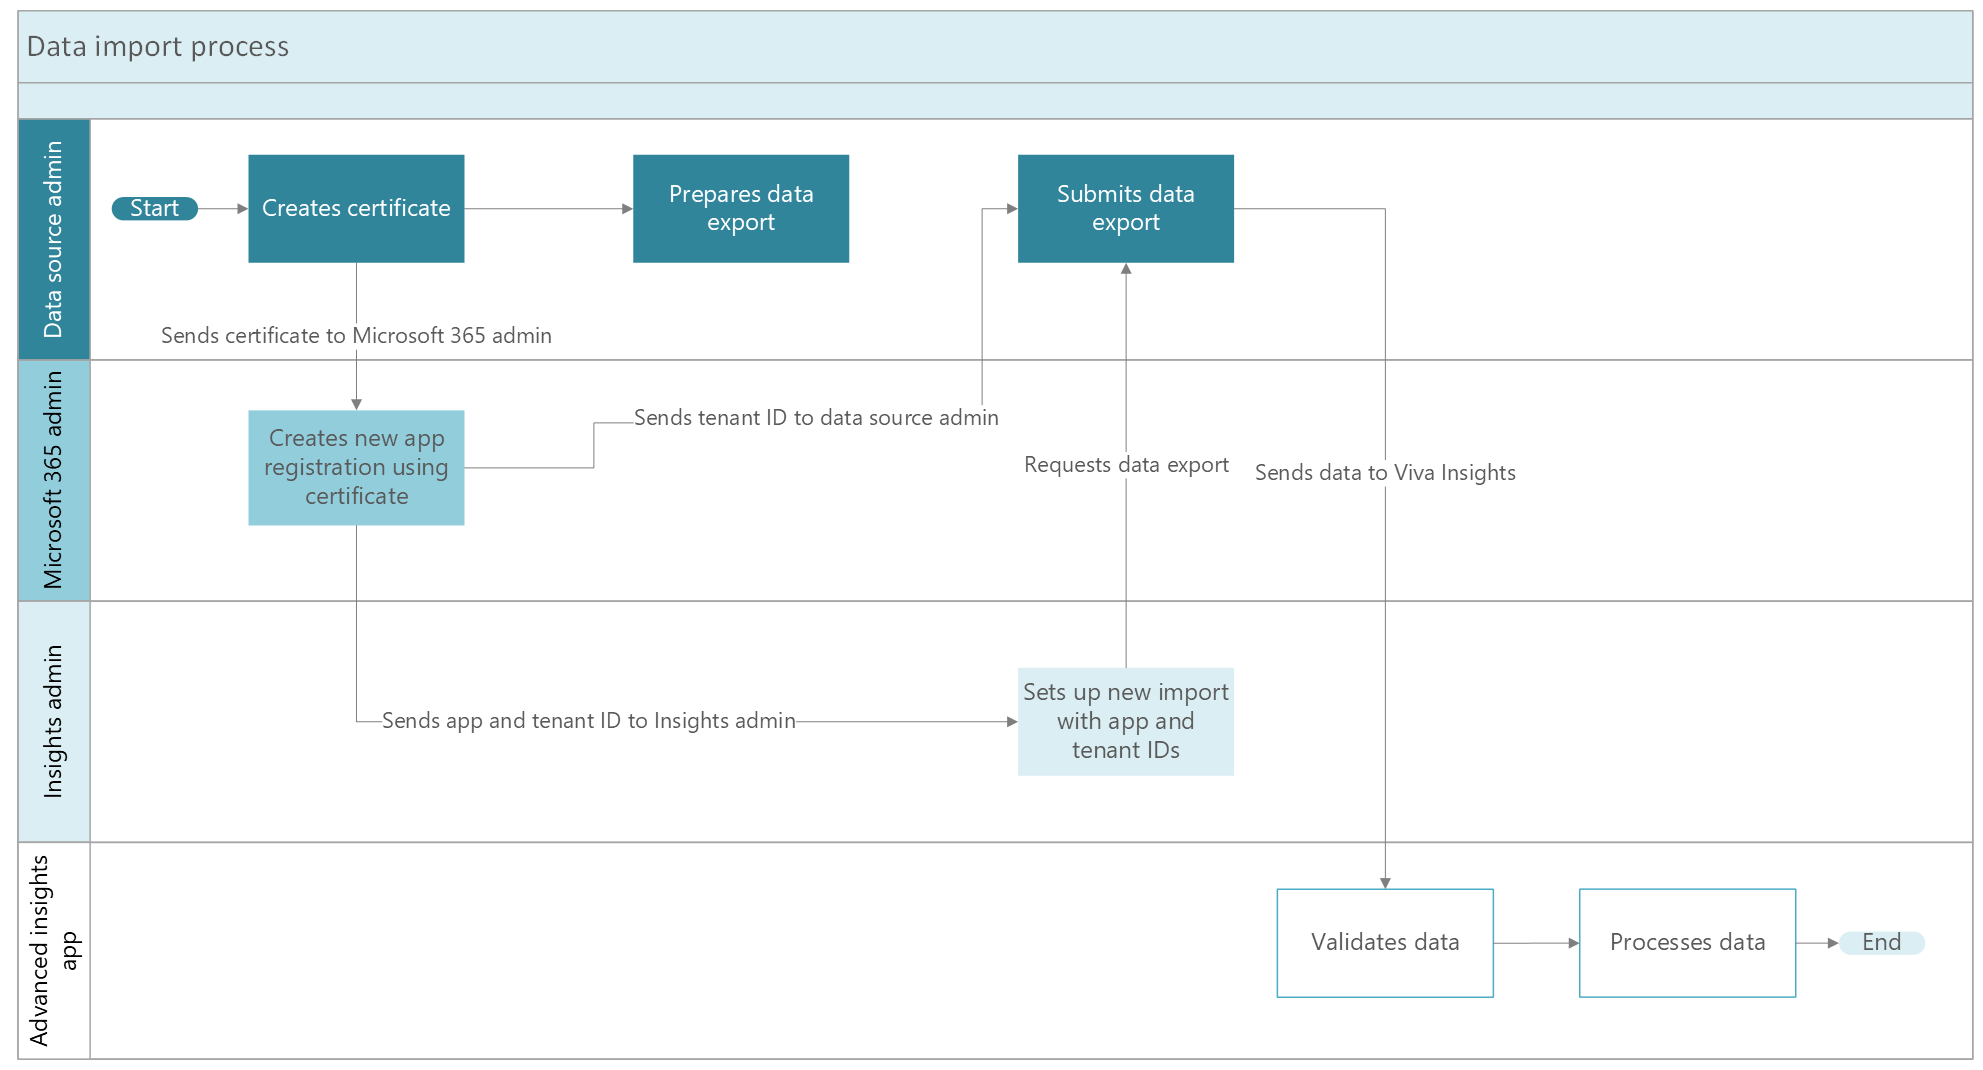 Data import process
Data source admin
Start
Creates certificate
Prepares data
export
Submits data
export
Sends certificate to Microsoft 365 admin
Microsoft 365 admin
Creates new app
registration using
certificate
Sends tenant ID to data source admin
Requests data export
Sends data to Viva Insights
Insights admin
Sends app and tenant ID to Insights admin
Sets up new import
with app and
tenant IDs
Advanced insights
app
Validates data
Processes data
End